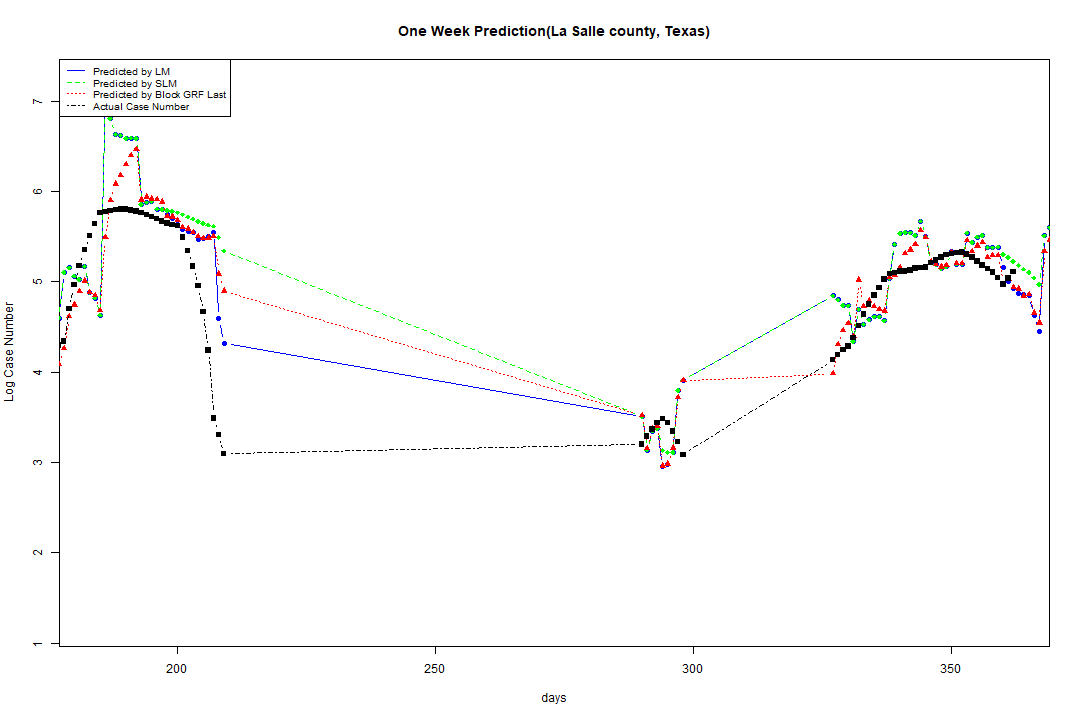 One Week Prediction(La Salle county, Texas)
Predicted by LM
Predicted by SLM
Predicted by Block GRF Last
Actual Case Number
7
6
5
4
3
2
1
Log Case Number
200
250
300
350
days